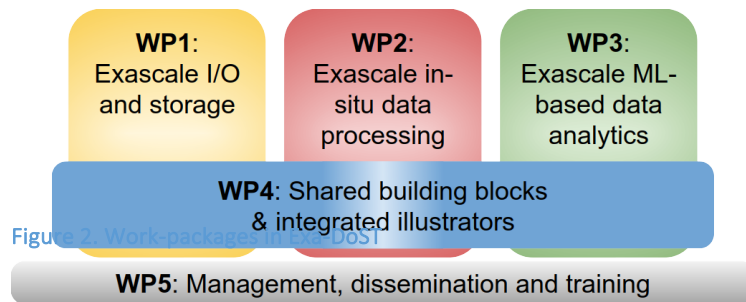 WP1:
Exascale I/O
and storage
WP2:
Exascale in-
situ data
processing
WP3:
Exascale ML-
based data
analytics
WP4: Shared building blocks
& integrated illustrators
Figure 2. Work-packages in Exa-DoST
WP5: Management, dissemination and training